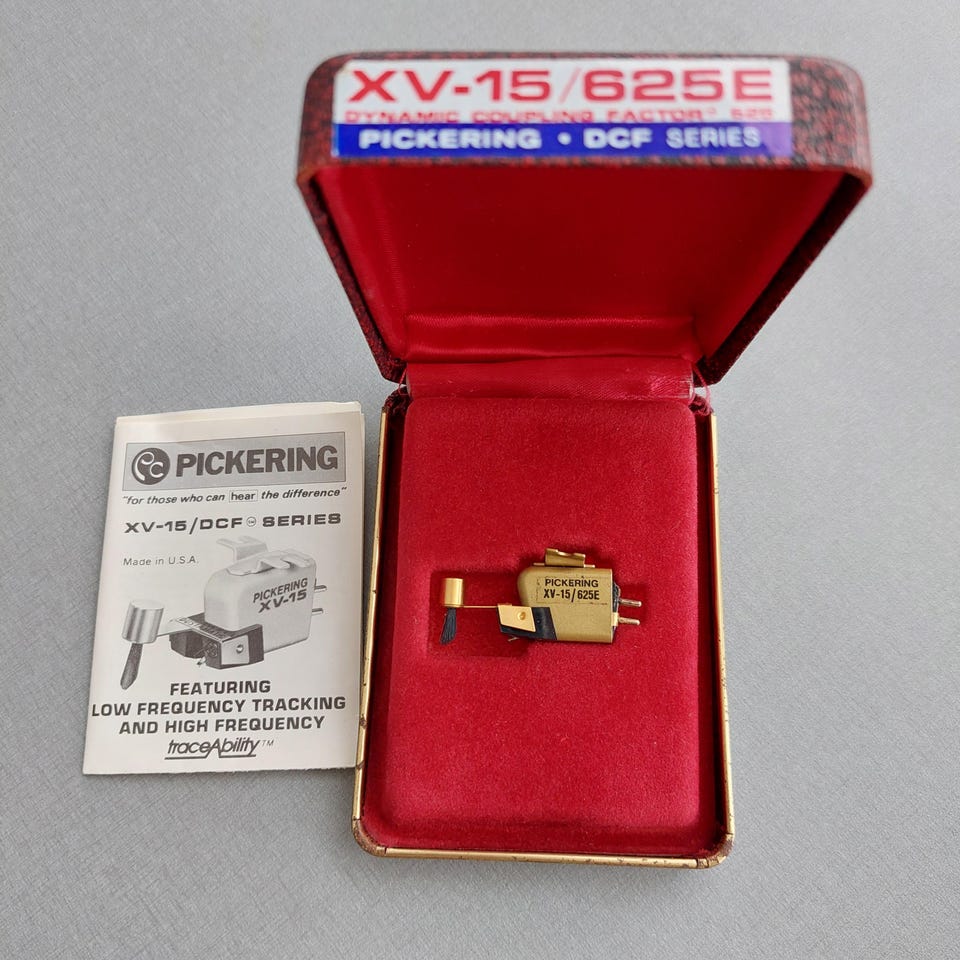 XV-15/625E
DYNAMIC COUPLING FACTOR
PICKERING • DCF SERIES
PICKERING
"for those who can hear the difference"
XV-15/DCF SERIES
Made in U.S.A.
PICKERING
XV-15
FEATURING
LOW FREQUENCY TRACKING
AND HIGH FREQUENCY
traceAbility™
PICKERING
XV-15/625E